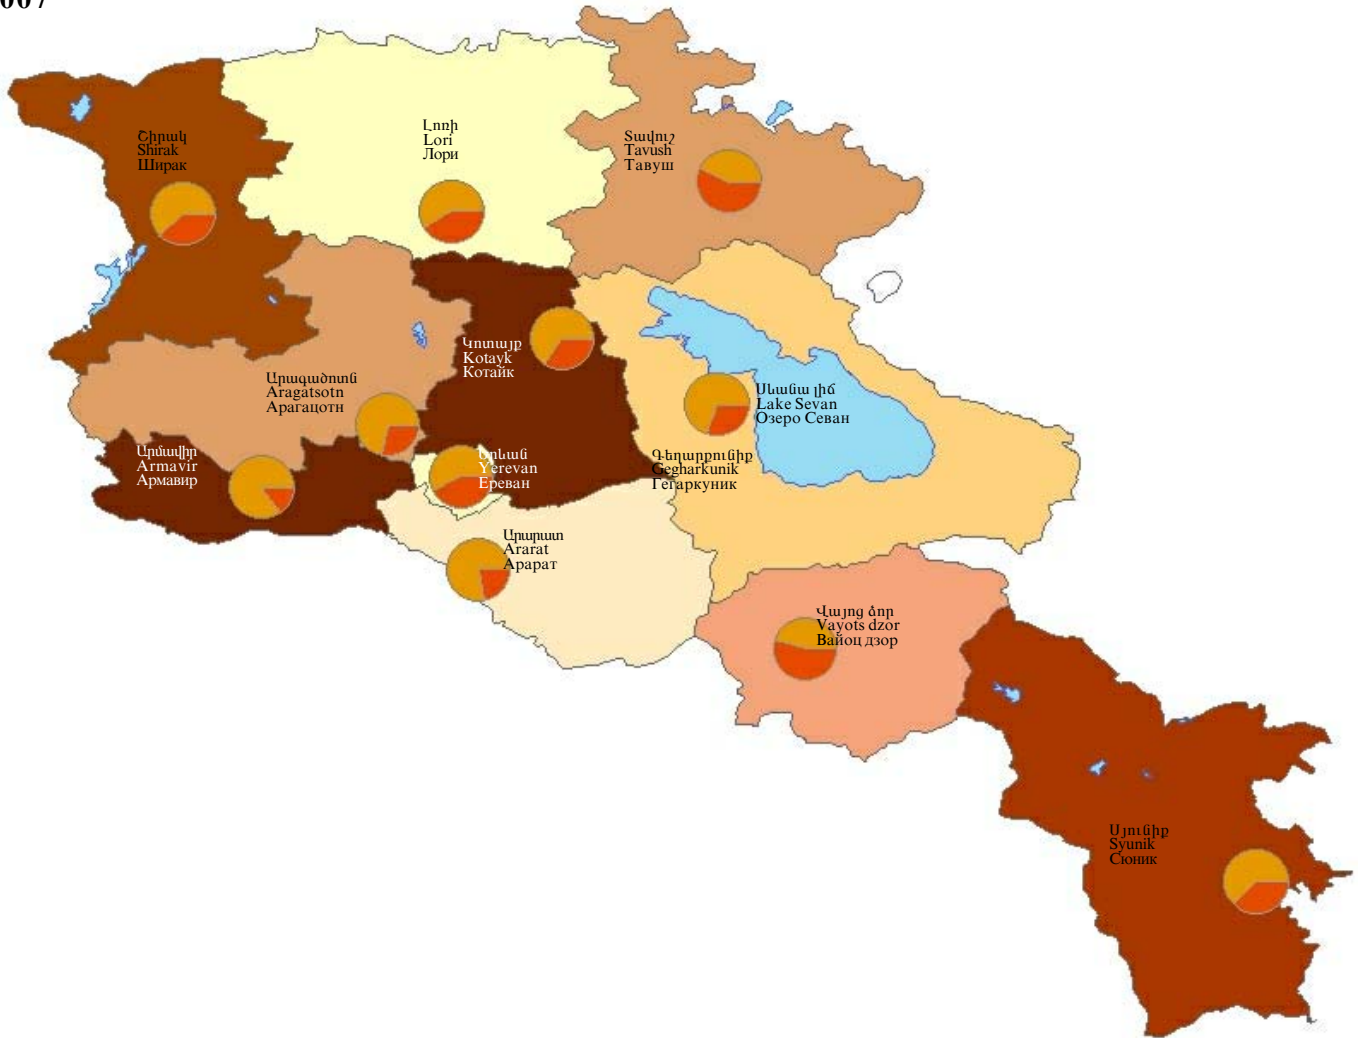 Շիրակ
Shirak
Ширак
Լոռի
Lori
Лори
Տավուշ
Tavush
Тавуш
Կոտայք
Kotayk
Котайк
Արագածոտն
Aragatsotn
Арагацотн
Սևանա լիճ
Lake Sevan
Озеро Севан
Արմավիր
Armavir
Армавир
Երևան
Yerevan
Ереван
Գեղարքունիք
Gegharkunik
Гегаркуник
Արարատ
Ararat
Арарат
Վայոց ձոր
Vayots dzor
Вайоц дзор
Սյունիք
Syunik
Сюник